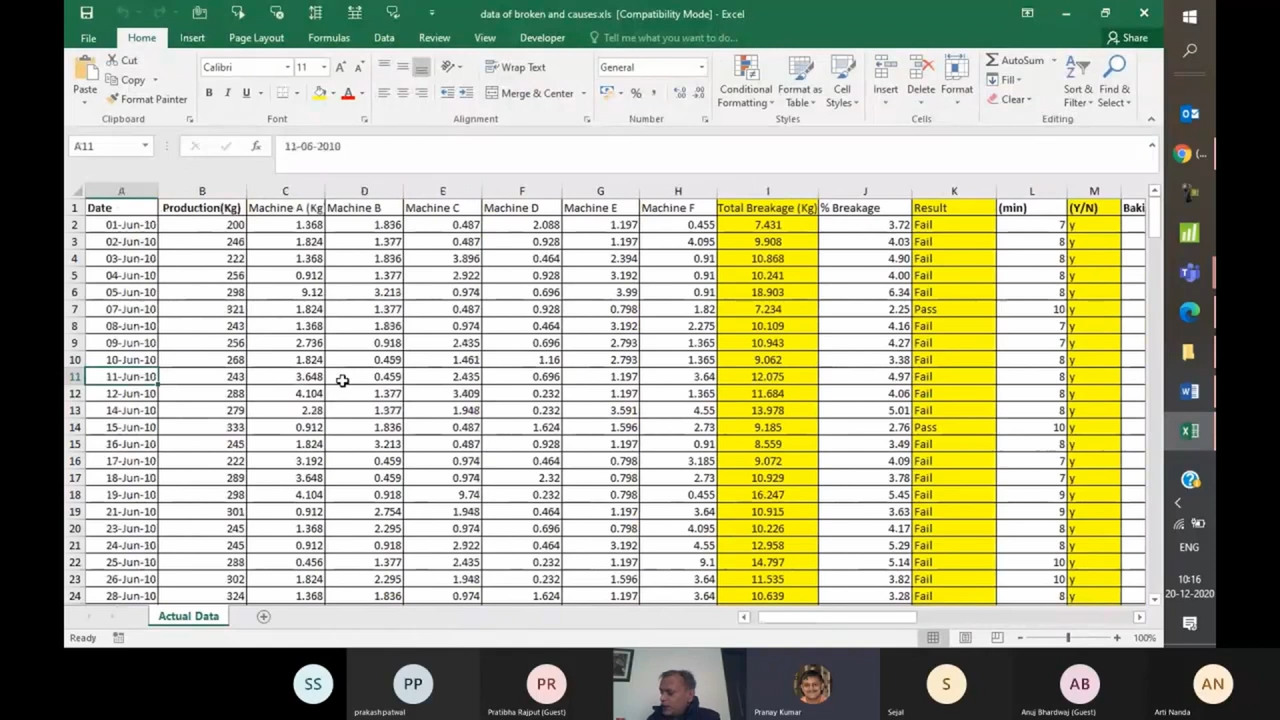 data of broken and causes.xls [Compatibility Mode] - Excel
File Home Insert Page Layout Formulas Data Review View Developer Tell me what you want to do... Share
Paste Cut Copy Format Painter Clipboard
Calibri 11 B I U A Font
Wrap Text Merge & Center Alignment
General % Number
Conditional Formatting Format as Table Cell Styles Styles
Insert Delete Format Cells
AutoSum Fill Clear Sort & Filter Find & Select Editing
A11 fx 11-06-2010
A B C D E F G H I J K L M
1 Date Production(Kg) Machine A (Kg Machine B Machine C Machine D Machine E Machine F Total Breakage (Kg) % Breakage Result (min) (Y/N) Baki
2 01-Jun-10 200 1.368 1.836 0.487 2.088 1.197 0.455 7.431 3.72 Fail 7 y
3 02-Jun-10 246 1.824 1.377 0.487 0.928 1.197 4.095 9.908 4.03 Fail 8 y
4 03-Jun-10 222 1.368 1.836 3.896 0.464 2.394 0.91 10.868 4.90 Fail 8 y
5 04-Jun-10 256 0.912 1.377 2.922 0.928 3.192 0.91 10.241 4.00 Fail 8 y
6 05-Jun-10 298 9.12 3.213 0.974 0.696 3.99 0.91 18.903 6.34 Fail 8 y
7 07-Jun-10 321 1.824 1.377 0.487 0.928 0.798 1.82 7.234 2.25 Pass 10 y
8 08-Jun-10 243 1.368 1.836 0.974 0.464 3.192 2.275 10.109 4.16 Fail 7 y
9 09-Jun-10 256 2.736 0.918 2.435 0.696 2.793 1.365 10.943 4.27 Fail 7 y
10 10-Jun-10 268 1.824 0.459 1.461 1.16 2.793 1.365 9.062 3.38 Fail 8 y
11 11-Jun-10 243 3.648 0.459 2.435 0.696 1.197 3.64 12.075 4.97 Fail 8 y
12 12-Jun-10 288 4.104 1.377 3.409 0.232 1.197 1.365 11.684 4.06 Fail 8 y
13 14-Jun-10 279 2.28 1.377 1.948 0.232 3.591 4.55 13.978 5.01 Fail 8 y
14 15-Jun-10 333 0.912 1.836 0.487 1.624 1.596 2.73 9.185 2.76 Pass 10 y
15 16-Jun-10 245 1.824 3.213 0.487 0.928 1.197 0.91 8.559 3.49 Fail 8 y
16 17-Jun-10 222 3.192 0.459 0.974 0.464 0.798 3.185 9.072 4.09 Fail 7 y
17 18-Jun-10 289 3.648 0.459 0.974 2.32 0.798 2.73 10.929 3.78 Fail 7 y
18 19-Jun-10 298 4.104 0.918 9.74 0.232 0.798 0.455 16.247 5.45 Fail 9 y
19 21-Jun-10 301 0.912 2.754 1.948 0.464 1.197 3.64 10.915 3.63 Fail 9 y
20 23-Jun-10 245 1.368 2.295 0.974 0.696 0.798 4.095 10.226 4.17 Fail 8 y
21 24-Jun-10 245 0.912 0.918 2.922 0.464 3.192 4.55 12.958 5.29 Fail 8 y
22 25-Jun-10 288 0.456 1.377 2.435 0.232 1.197 9.1 14.797 5.14 Fail 10 y
23 26-Jun-10 302 1.824 2.295 1.948 0.232 1.596 3.64 11.535 3.82 Fail 10 y
24 28-Jun-10 324 1.368 1.836 0.974 1.624 1.197 3.64 10.639 3.28 Fail 8 y
Actual Data
Ready 100%
ENG
10:16
20-12-2020
SS PP PR S AB AN
prakash patwal Pratibha Rajput (Guest) Pranay Kumar Sejal Anuj Bhardwaj (Guest) Arti Nanda